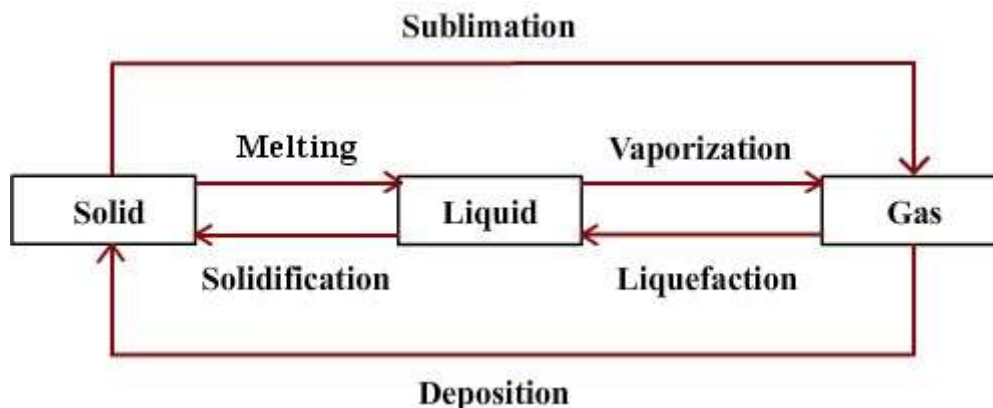 Sublimation
Melting
Vaporization
Solid
Liquid
Gas
Solidification
Liquefaction
Deposition